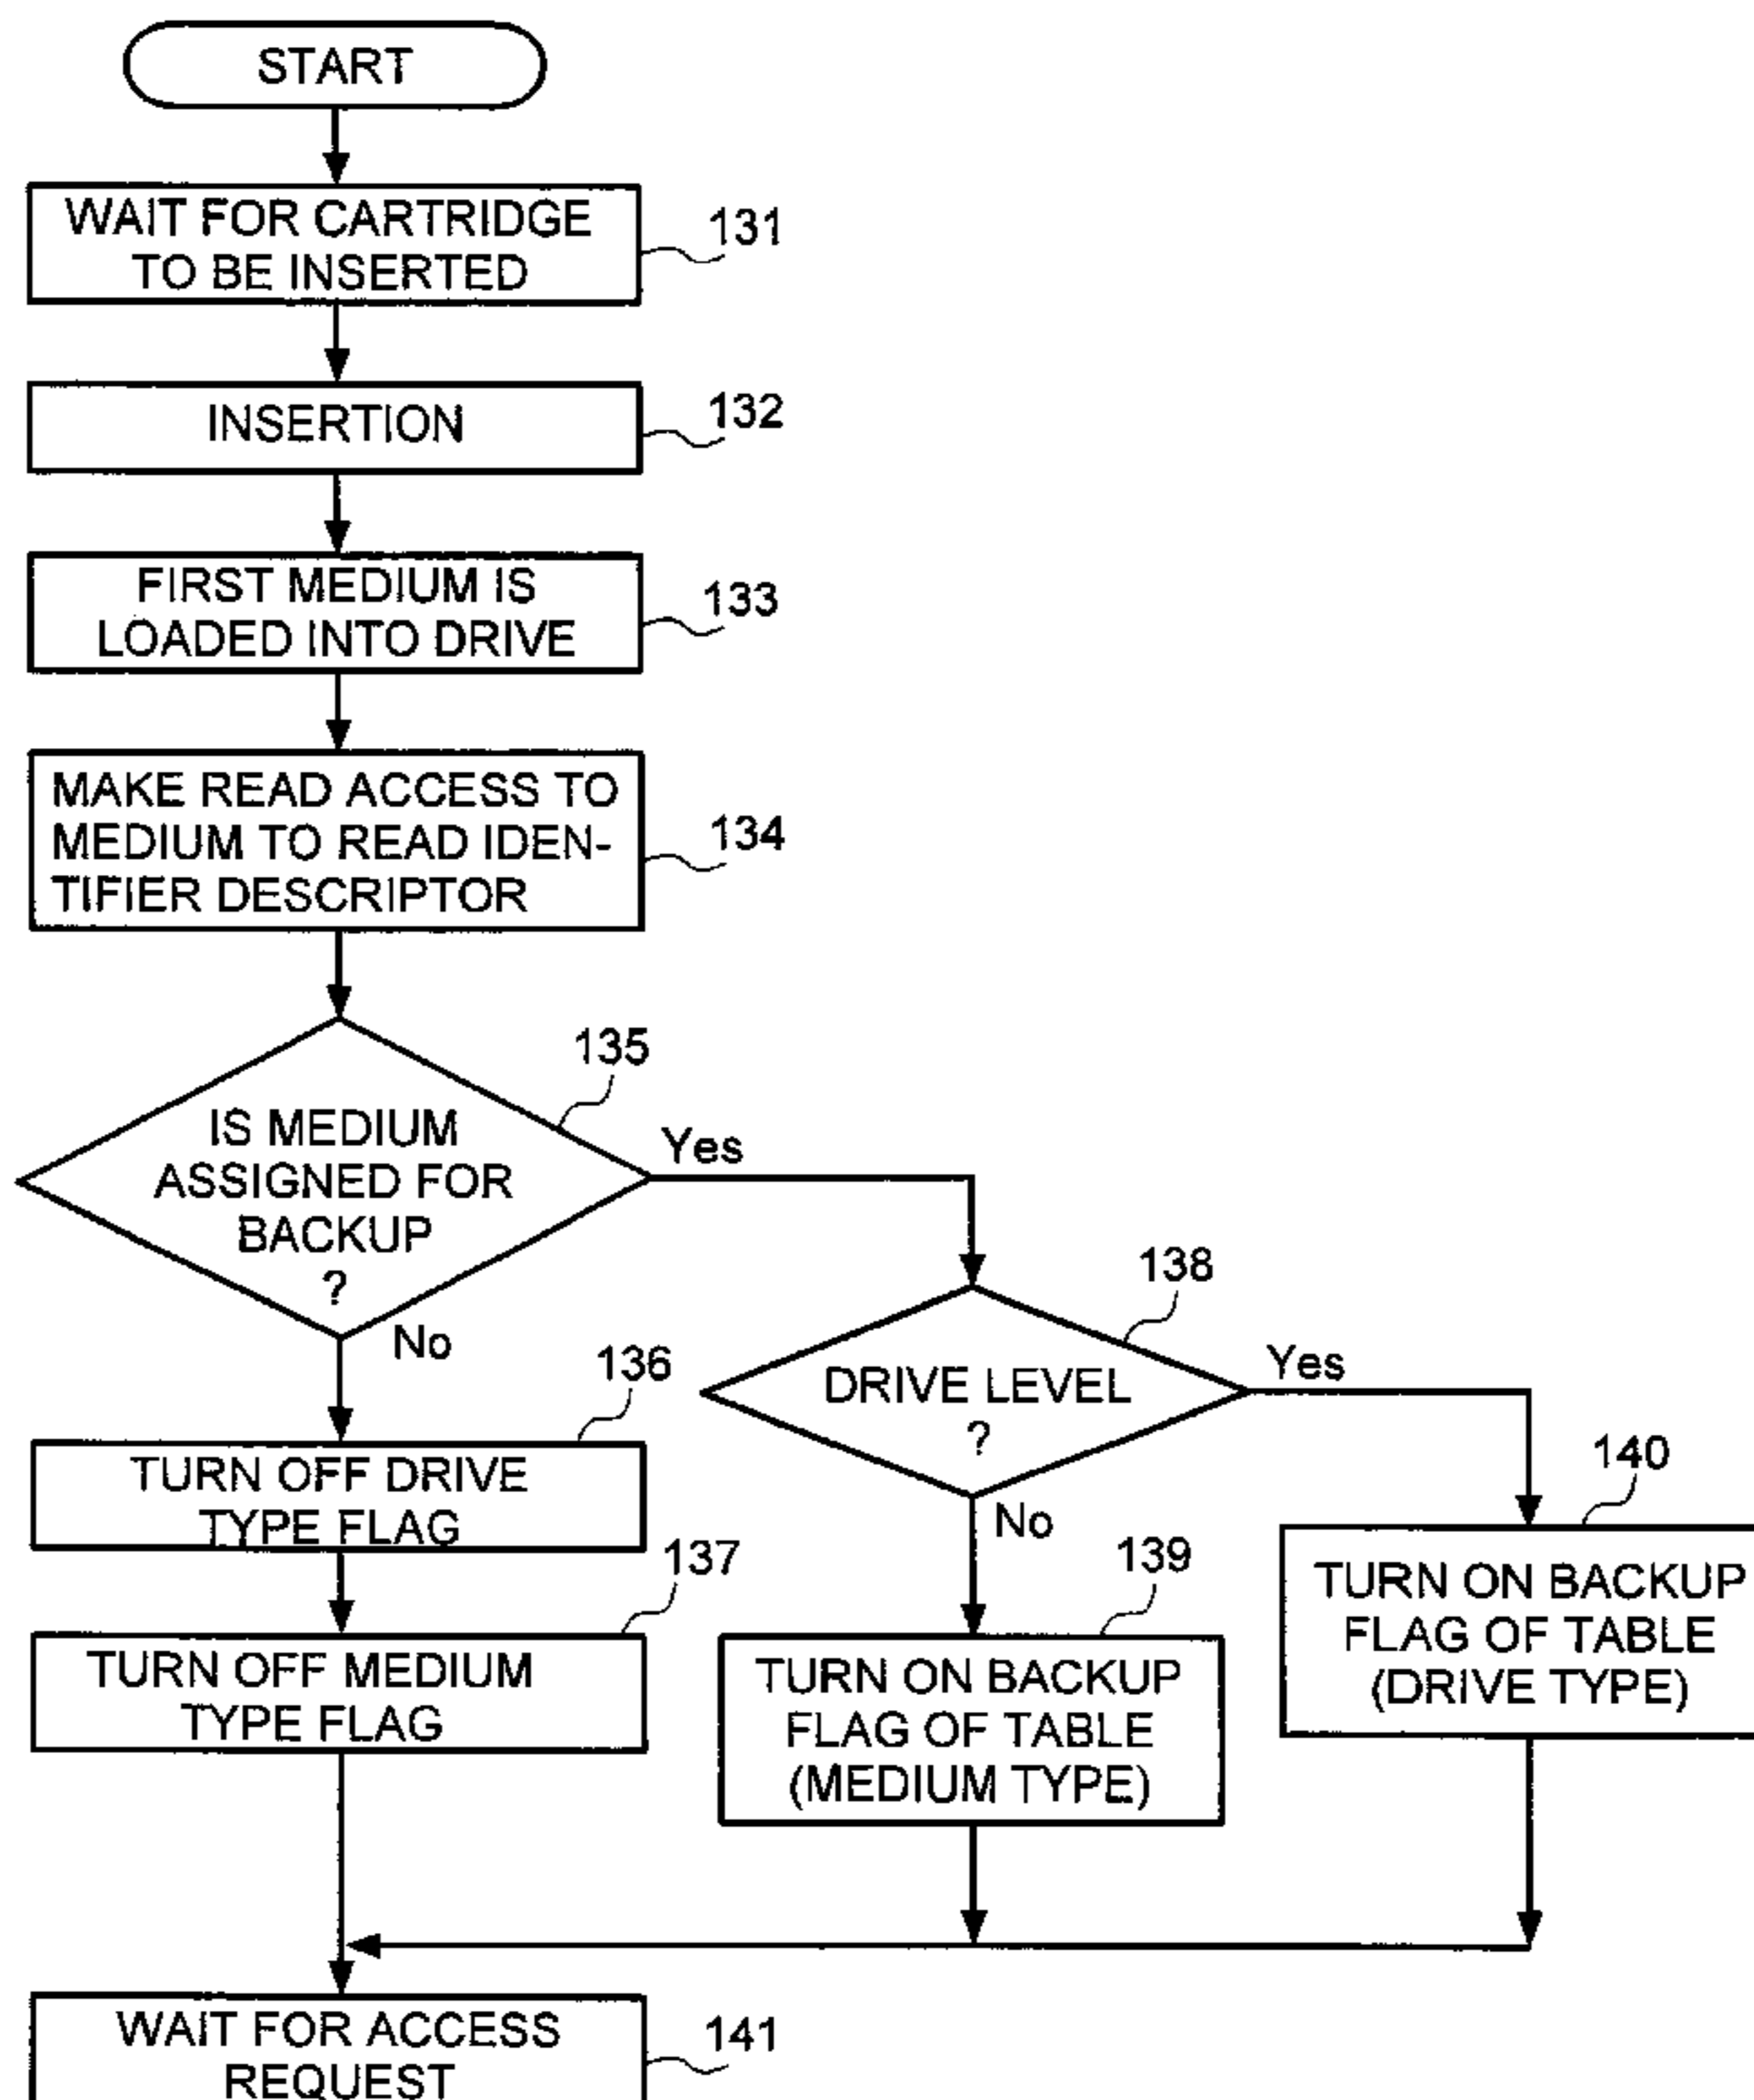 START
WAIT FOR CARTRIDGE
TO BE INSERTED
131
INSERTION
132
FIRST MEDIUM IS
LOADED INTO DRIVE
133
MAKE READ ACCESS TO
MEDIUM TO READ IDEN-
TIFIER DESCRIPTOR
134
135
IS MEDIUM
ASSIGNED FOR
BACKUP
?
Yes
No
138
DRIVE LEVEL
?
Yes
No
136
TURN OFF DRIVE
TYPE FLAG
137
TURN OFF MEDIUM
TYPE FLAG
139
TURN ON BACKUP
FLAG OF TABLE
(MEDIUM TYPE)
140
TURN ON BACKUP
FLAG OF TABLE
(DRIVE TYPE)
WAIT FOR ACCESS
REQUEST
141